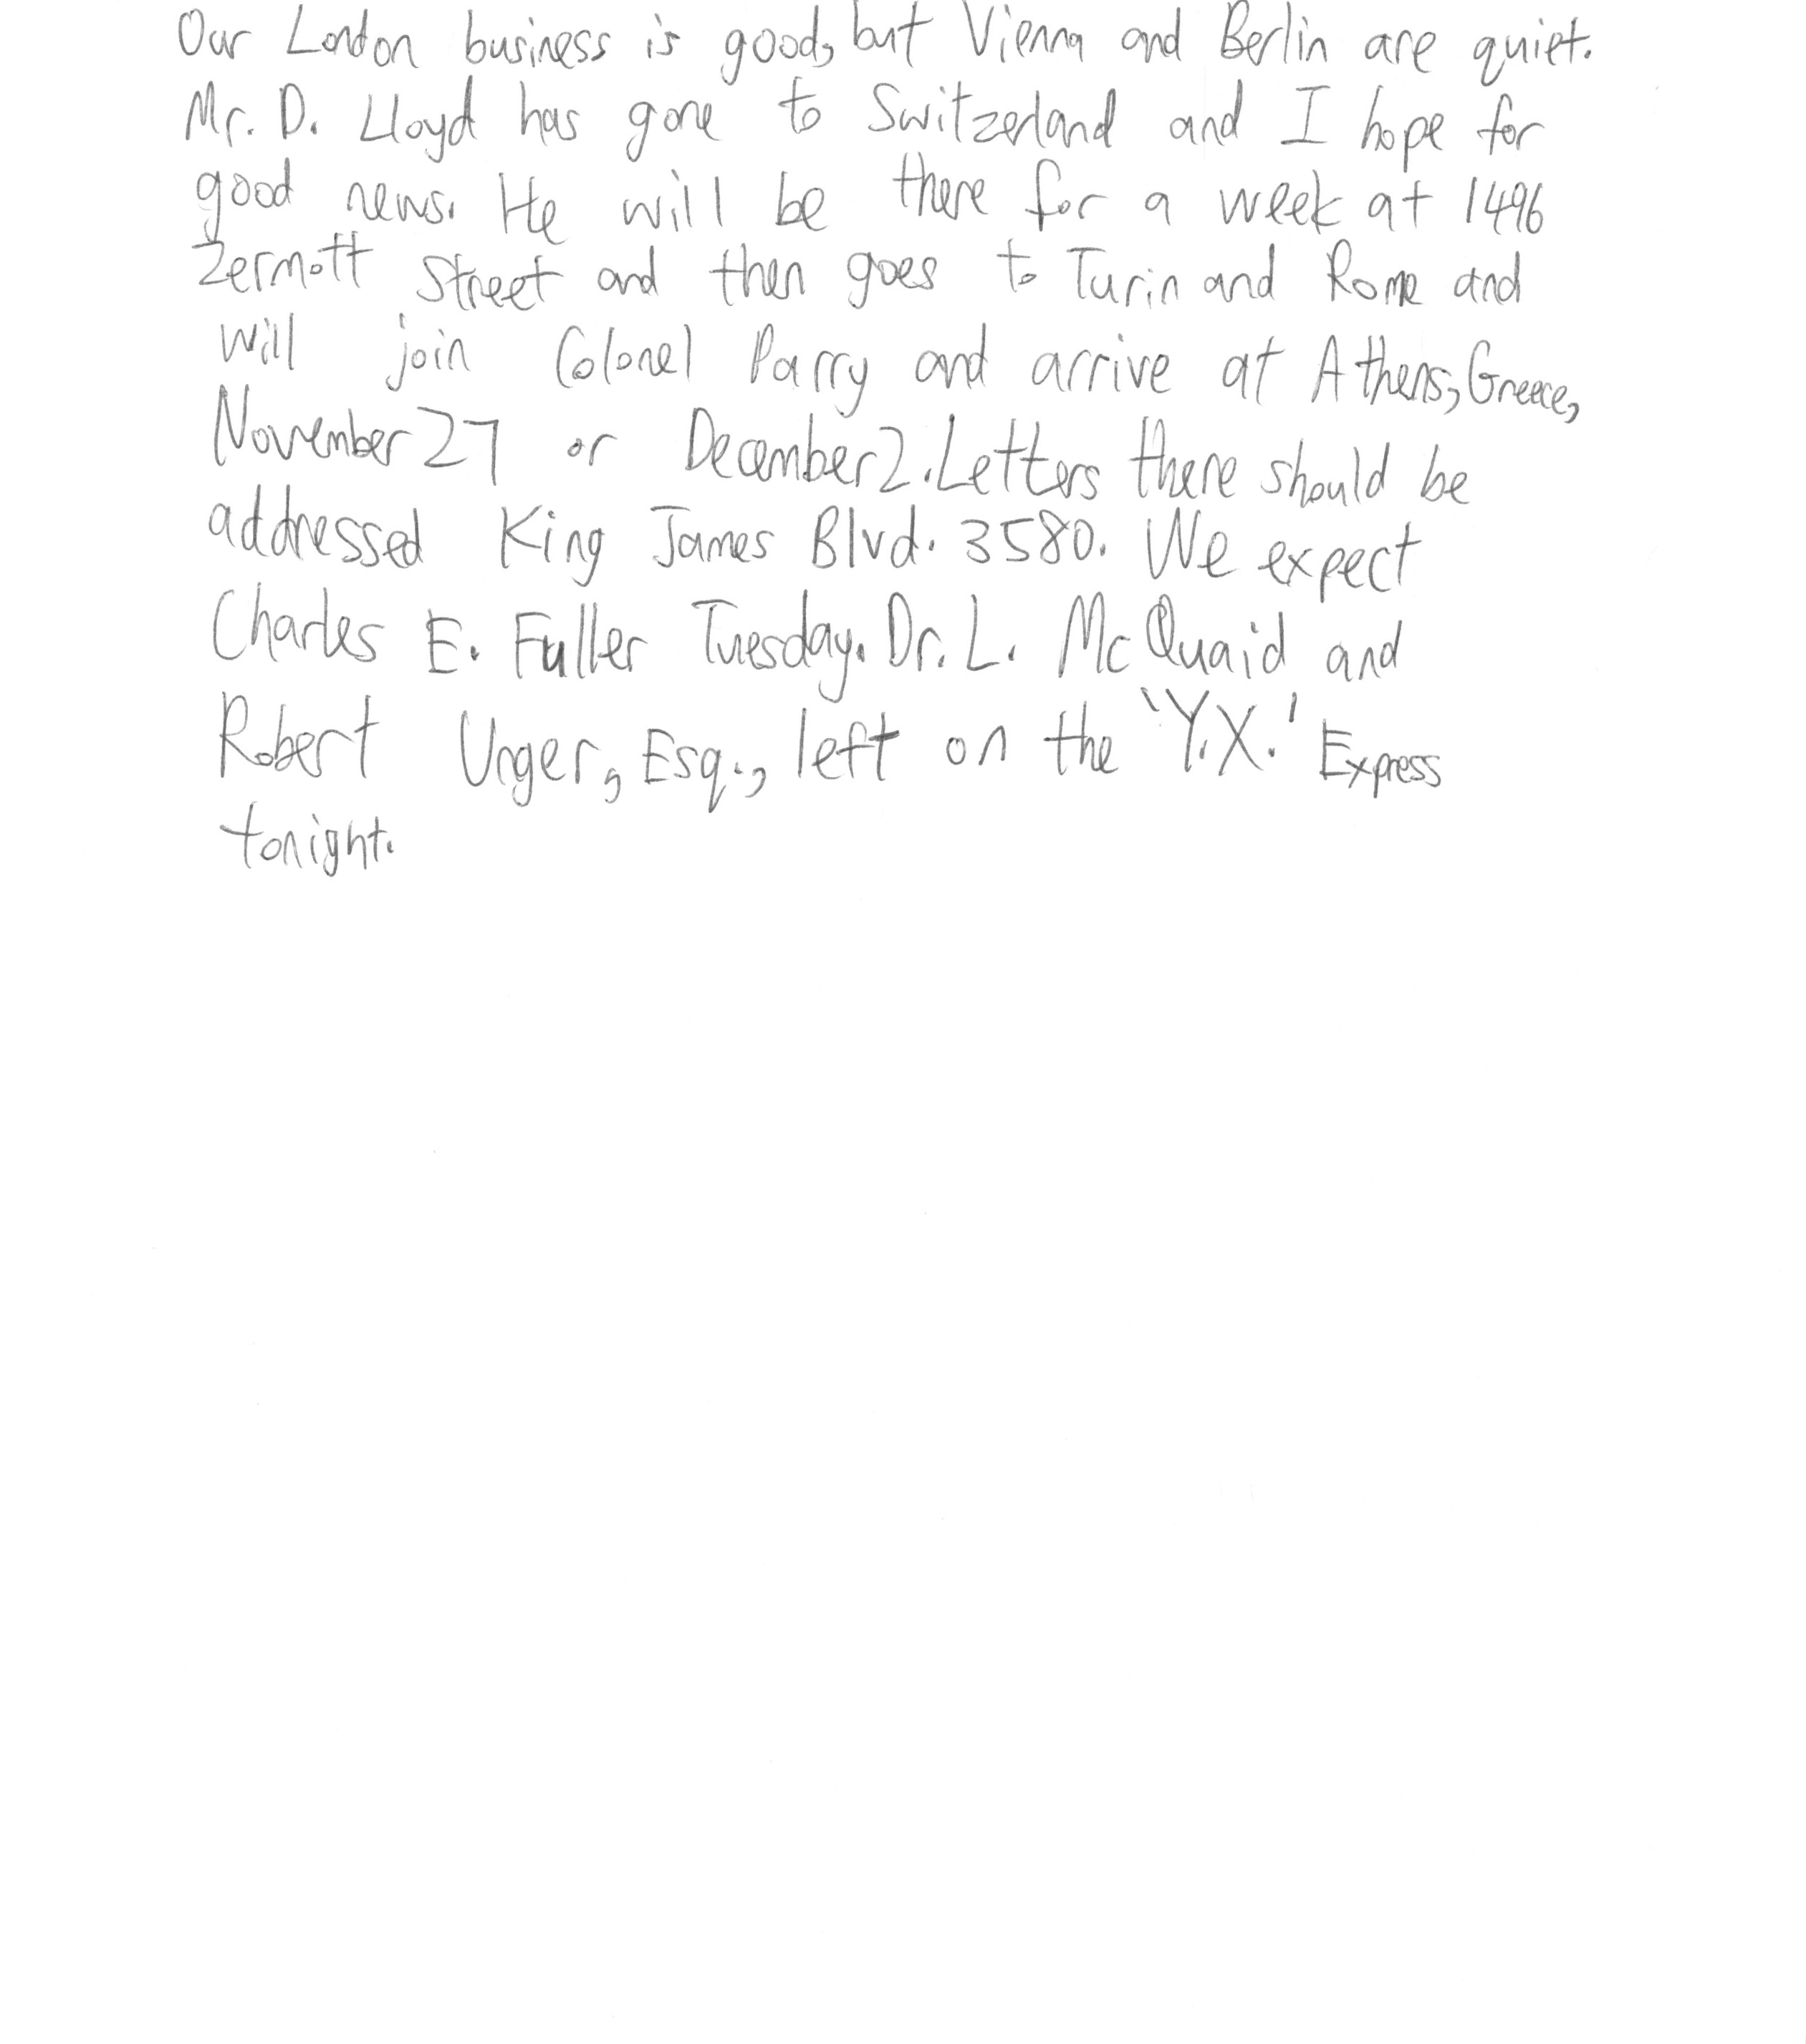 Our London business is good, but Vienna and Berlin are quiet.
Mr. D. Lloyd has gone to Switzerland and I hope for
good news. He will be there for a week at 1496
Zermott Street and then goes to Turin and Rome and
will join Colonel Parry and arrive at Athens, Greece,
November 27 or December 2. Letters there should be
addressed King James Blvd. 3580. We expect
Charles E. Fuller Tuesday. Dr. L. McQuaid and
Robert Unger, Esq., left on the 'Y.X.' Express
tonight.